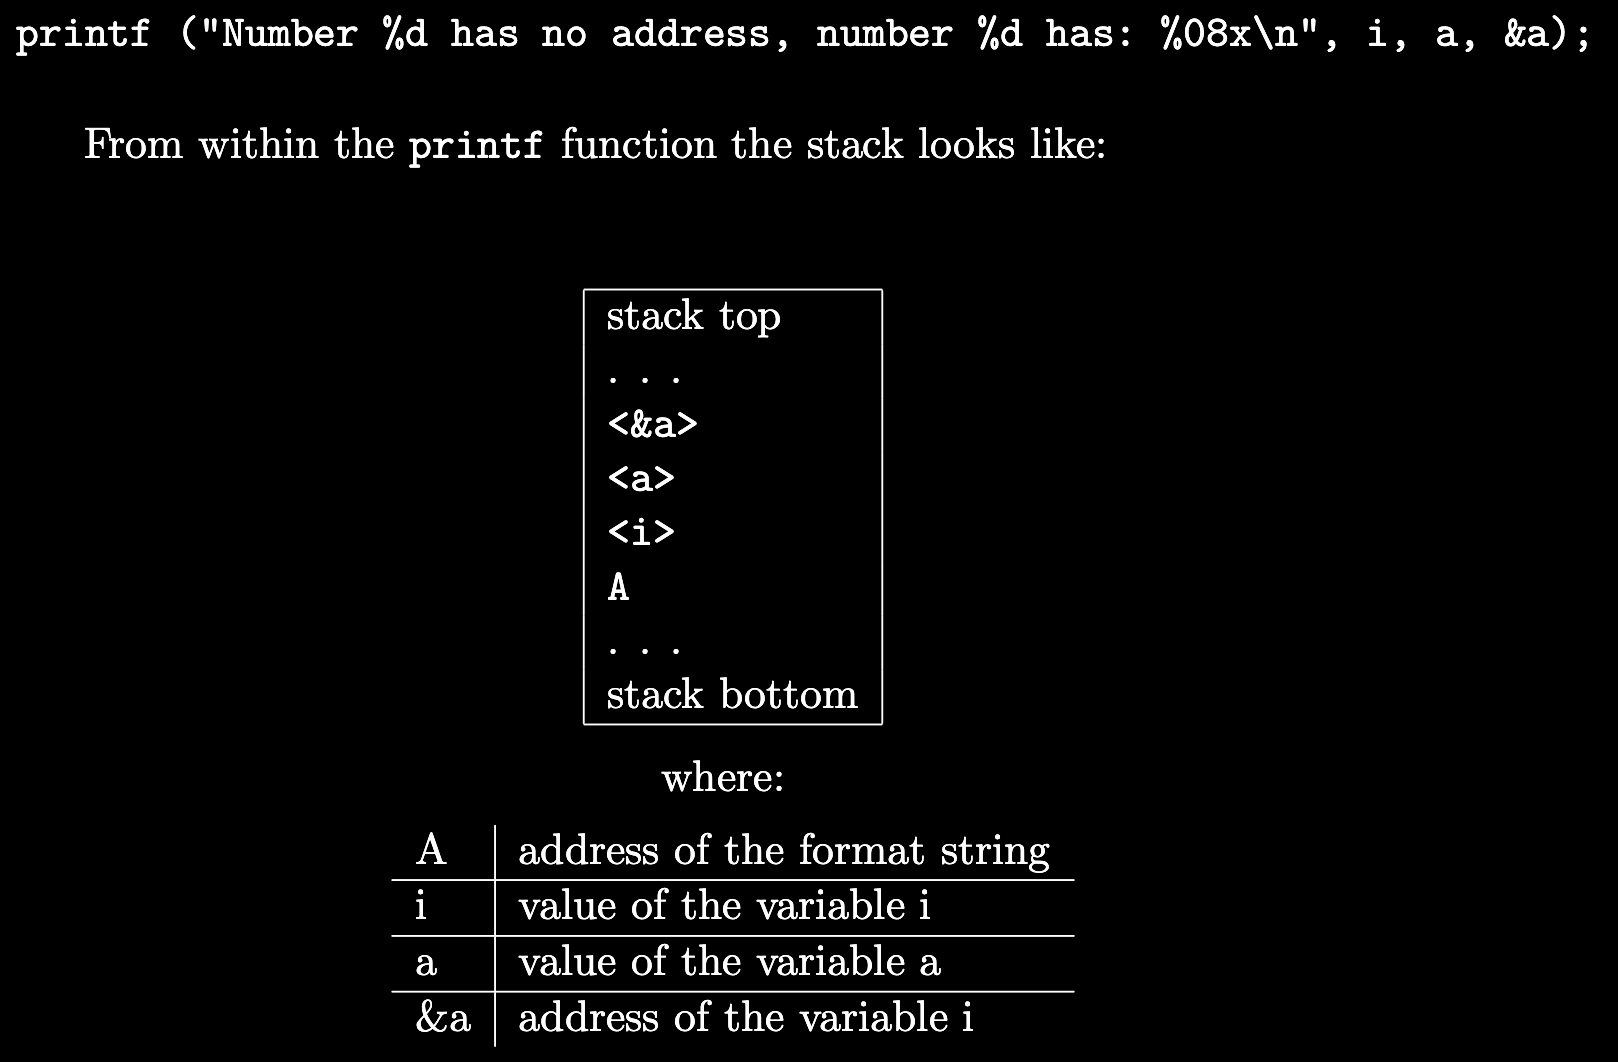 printf ("Number %d has no address, number %d has: %08x\n", i, a, &a);
From within the printf function the stack looks like:
stack top
. . .
<&a>
<a>
<i>
A
. . .
stack bottom
where:
A address of the format string
i value of the variable i
a value of the variable a
&a address of the variable i